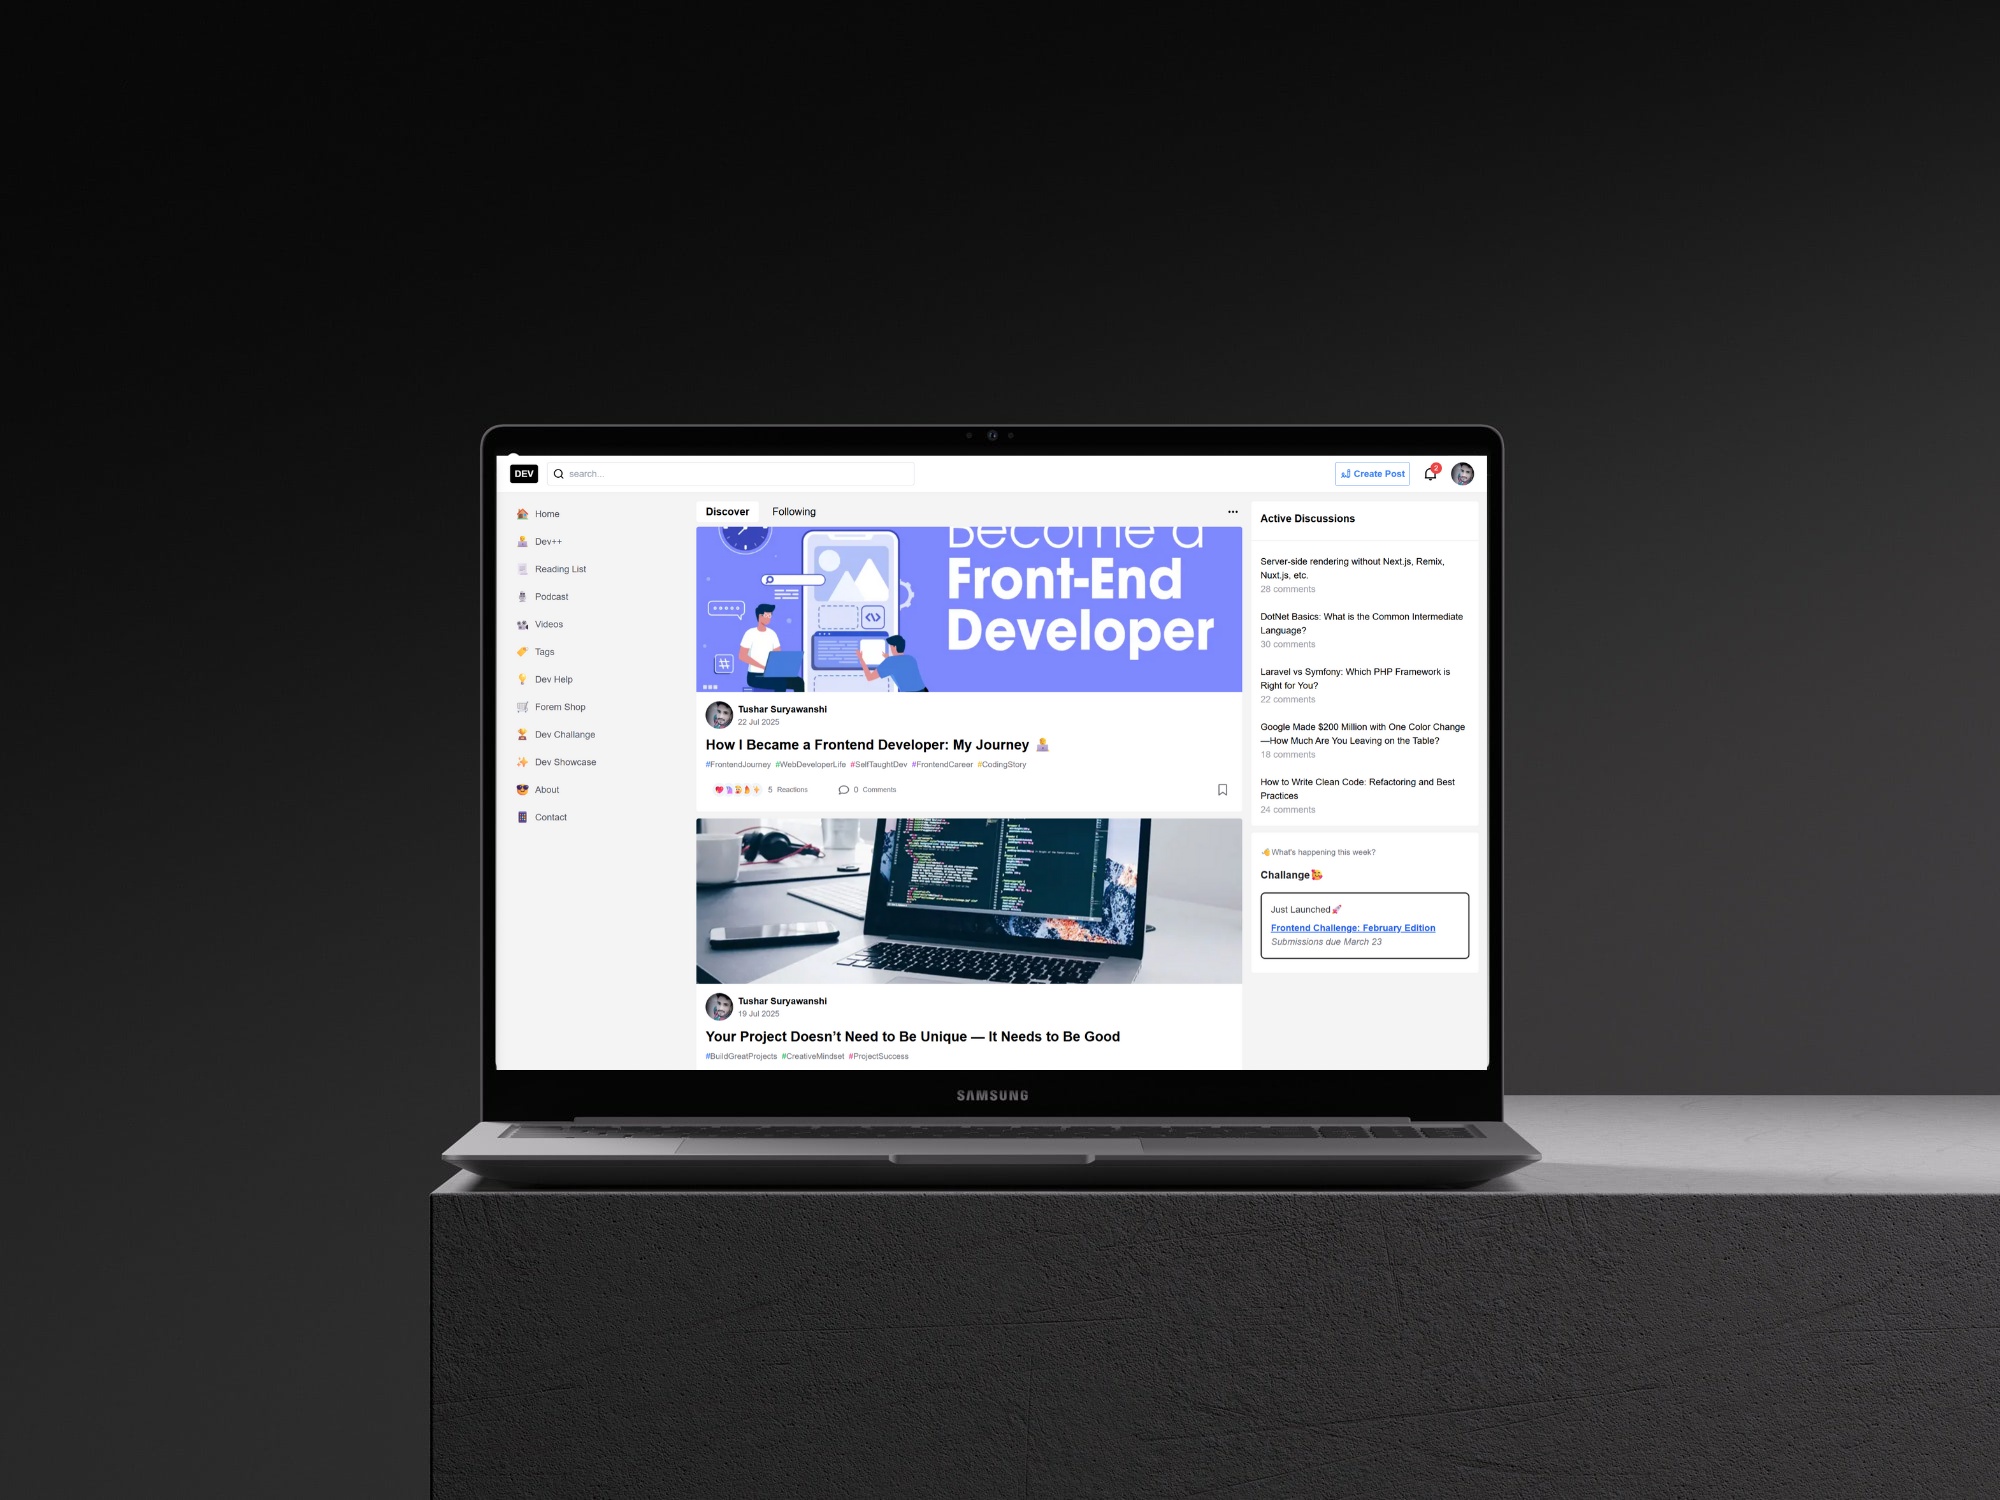 DEV
search...
Create Post
2
Home
Dev++
Reading List
Podcast
Videos
Tags
Dev Help
Forem Shop
Dev Challange
Dev Showcase
About
Contact
Discover
Following
Become a
Front-End
Developer
Tushar Suryawanshi
22 Jul 2025
How I Became a Frontend Developer: My Journey 🧑‍💻
#FrontendJourney #WebDeveloperLife #SelfTaughtDev #FrontendCareer #CodingStory
5 Reactions
0 Comments
Tushar Suryawanshi
19 Jul 2025
Your Project Doesn’t Need to Be Unique — It Needs to Be Good
#BuildGreatProjects #CreativeMindset #ProjectSuccess
Active Discussions
Server-side rendering without Next.js, Remix,
Nuxt.js, etc.
28 comments
DotNet Basics: What is the Common Intermediate
Language?
30 comments
Laravel vs Symfony: Which PHP Framework is
Right for You?
22 comments
Google Made $200 Million with One Color Change
—How Much Are You Leaving on the Table?
18 comments
How to Write Clean Code: Refactoring and Best
Practices
24 comments
What's happening this week?
Challange🥰
Just Launched🚀
Frontend Challenge: February Edition
Submissions due March 23
SAMSUNG